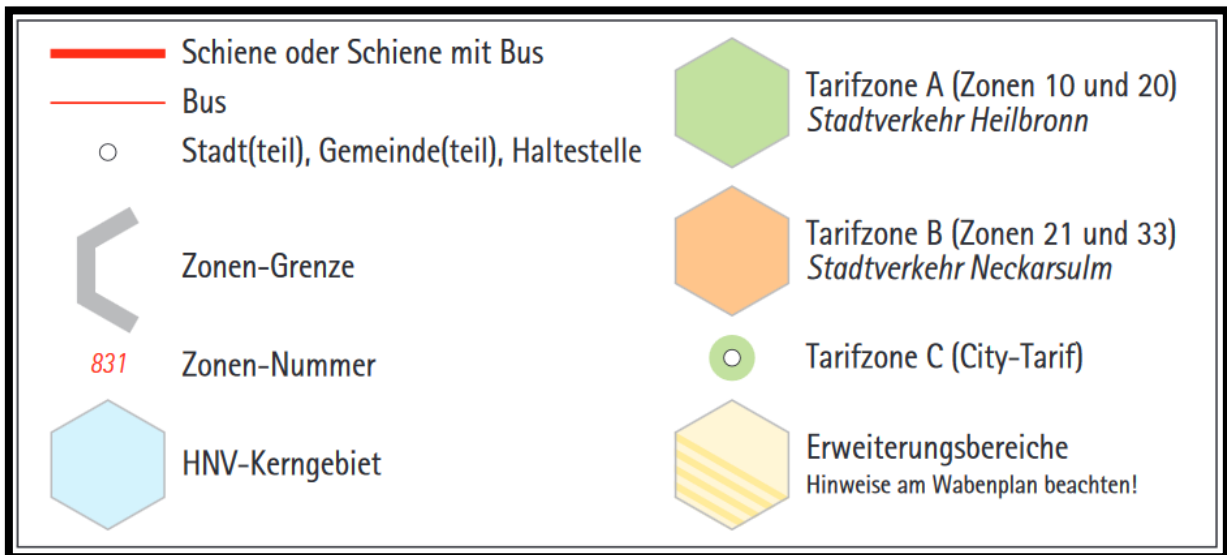 Schiene oder Schiene mit Bus
Bus
Stadt(teil), Gemeinde(teil), Haltestelle
Zonen-Grenze
831
Zonen-Nummer
HNV-Kerngebiet
Tarifzone A (Zonen 10 und 20)
Stadtverkehr Heilbronn
Tarifzone B (Zonen 21 und 33)
Stadtverkehr Neckarsulm
Tarifzone C (City-Tarif)
Erweiterungsbereiche
Hinweise am Wabenplan beachten!